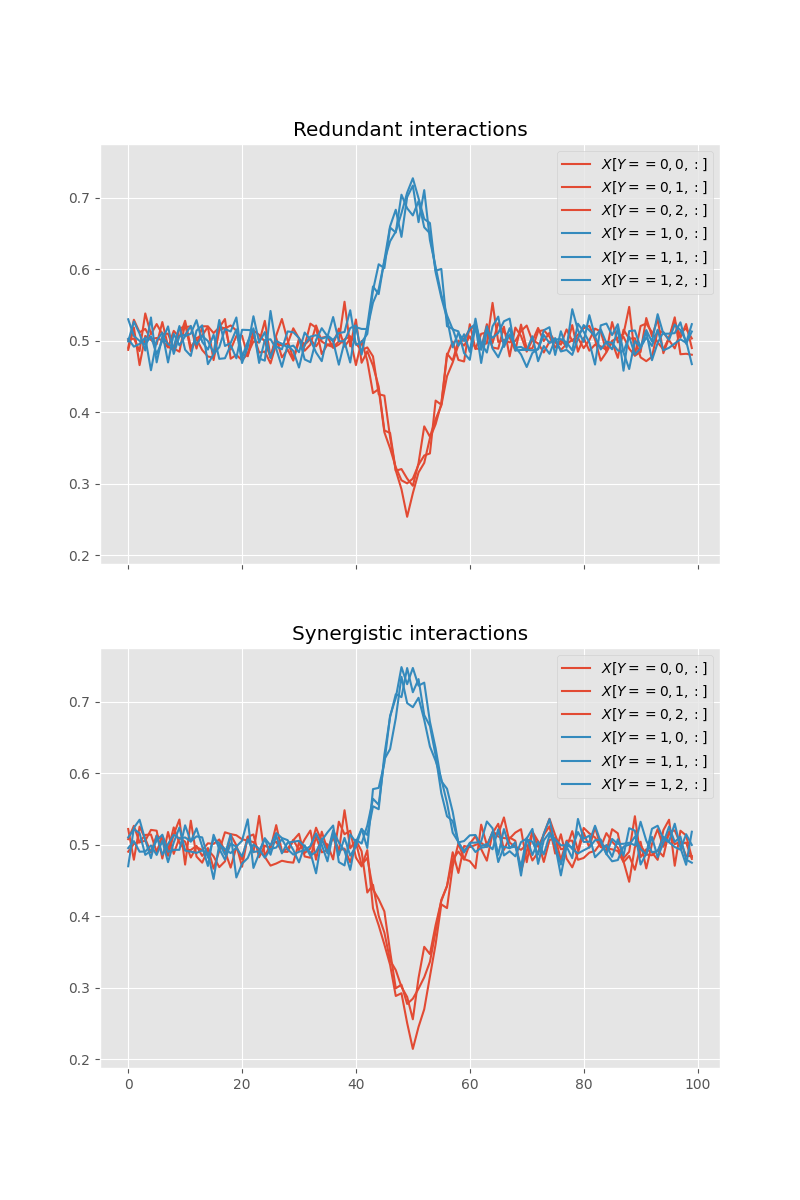 Redundant interactions
X[Y==0,0,:]
X[Y==0,1,:]
X[Y==0,2,:]
X[Y==1,0,:]
X[Y==1,1,:]
X[Y==1,2,:]
0.7
0.6
0.5
0.4
0.3
0.2
Synergistic interactions
X[Y==0,0,:]
X[Y==0,1,:]
X[Y==0,2,:]
X[Y==1,0,:]
X[Y==1,1,:]
X[Y==1,2,:]
0.7
0.6
0.5
0.4
0.3
0.2
0 20 40 60 80 100